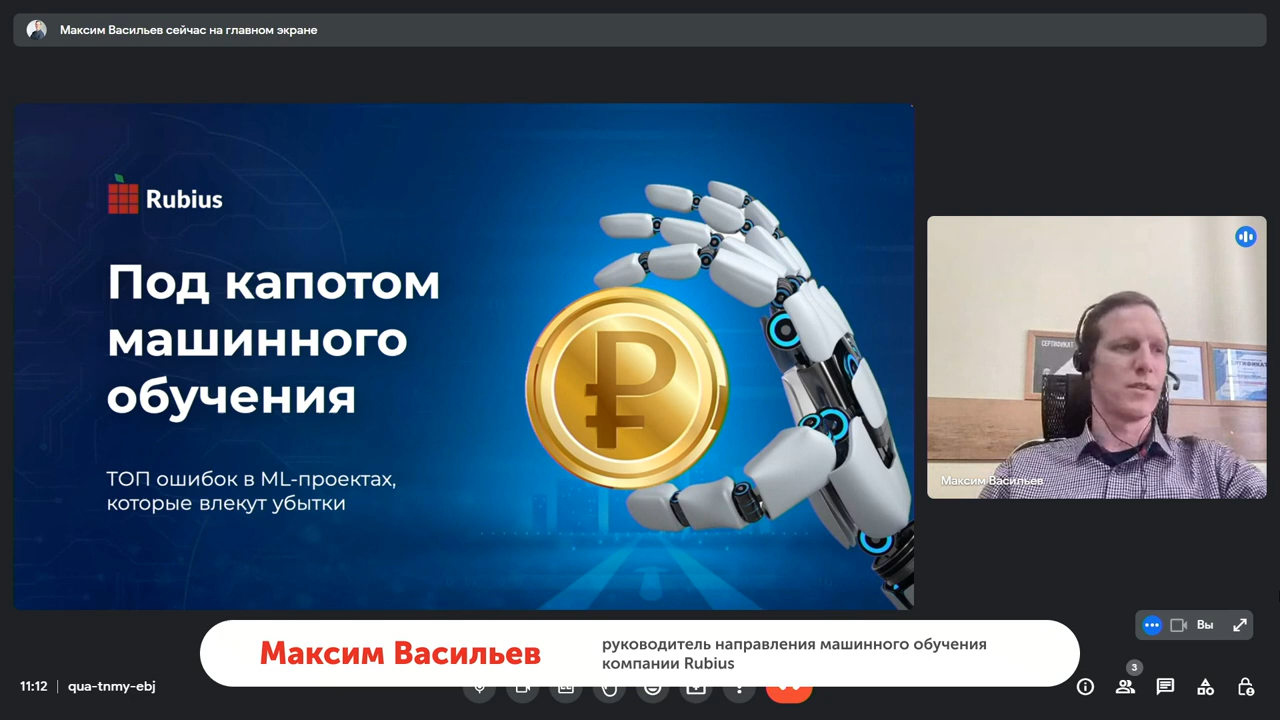 Максим Васильев сейчас на главном экране
Rubius
Под капотом
машинного
обучения
ТОП ошибок в ML-проектах,
которые влекут убытки
СЕРТИФИКАТ
Максим Васильев
Вы
Максим Васильев
руководитель направления машинного обучения
компании Rubius
11:12
qua-tnmy-ebj
3